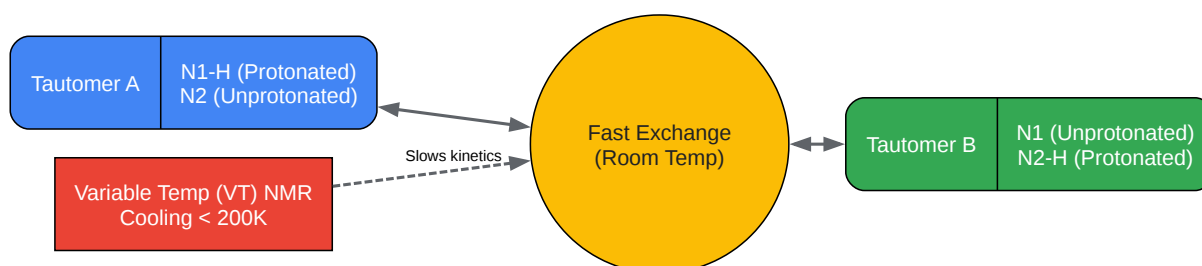 Tautomer A
N1-H (Protonated)
N2 (Unprotonated)
Fast Exchange
(Room Temp)
Tautomer B
N1 (Unprotonated)
N2-H (Protonated)
Slows kinetics
Variable Temp (VT) NMR
Cooling < 200K